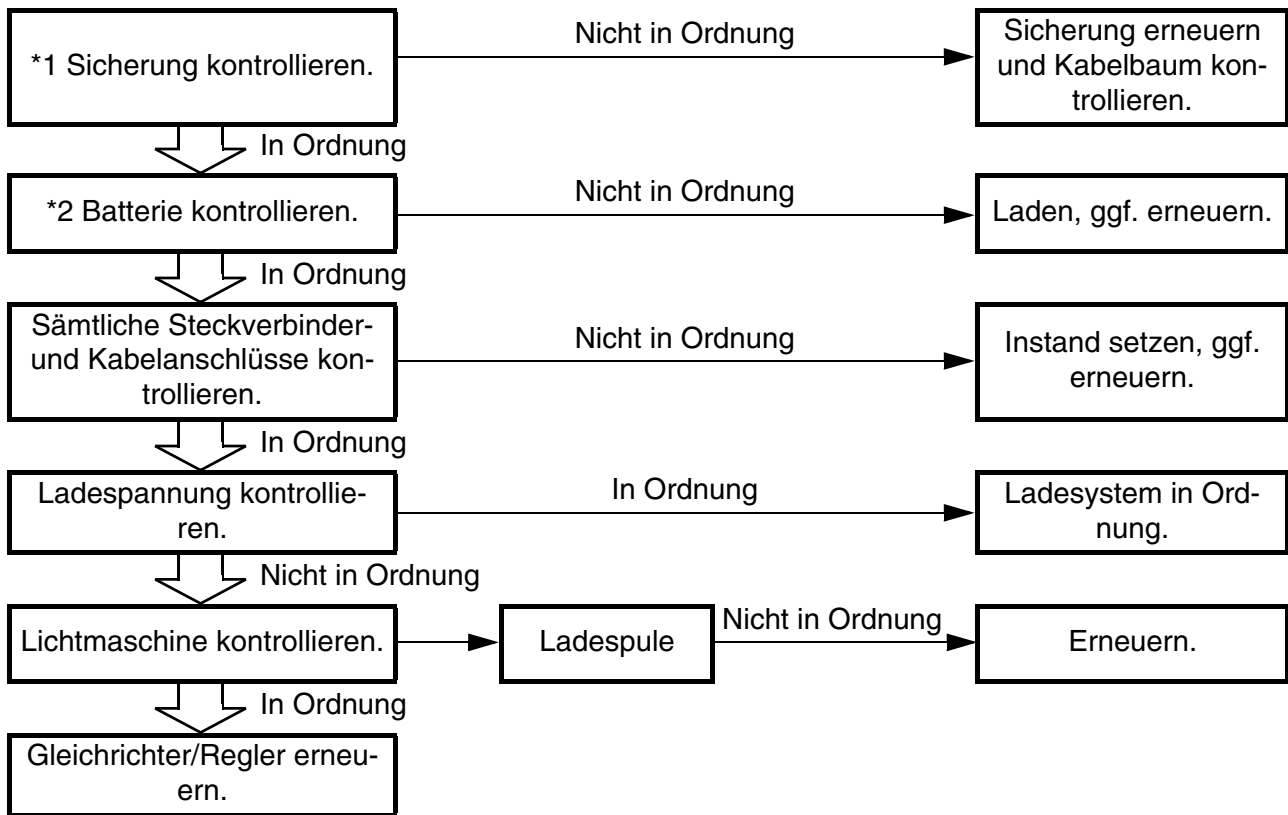 *1 Sicherung kontrollieren.
Nicht in Ordnung
Sicherung erneuern
und Kabelbaum kon-
trollieren.
In Ordnung
*2 Batterie kontrollieren.
Nicht in Ordnung
Laden, ggf. erneuern.
In Ordnung
Sämtliche Steckverbinder-
und Kabelanschlüsse kon-
trollieren.
Nicht in Ordnung
Instand setzen, ggf.
erneuern.
In Ordnung
Ladespannung kontrollie-
ren.
In Ordnung
Ladesystem in Ord-
nung.
Nicht in Ordnung
Lichtmaschine kontrollieren.
Ladespule
Nicht in Ordnung
Erneuern.
In Ordnung
Gleichrichter/Regler erneu-
ern.